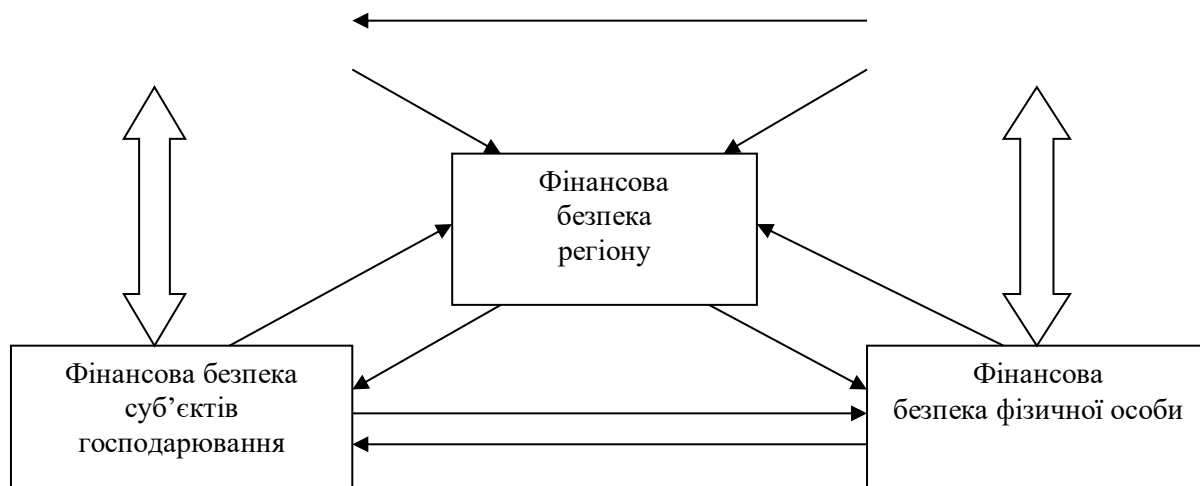 Фінансова
безпека
регіону
Фінансова безпека
суб’єктів
господарювання
Фінансова
безпека фізичної особи